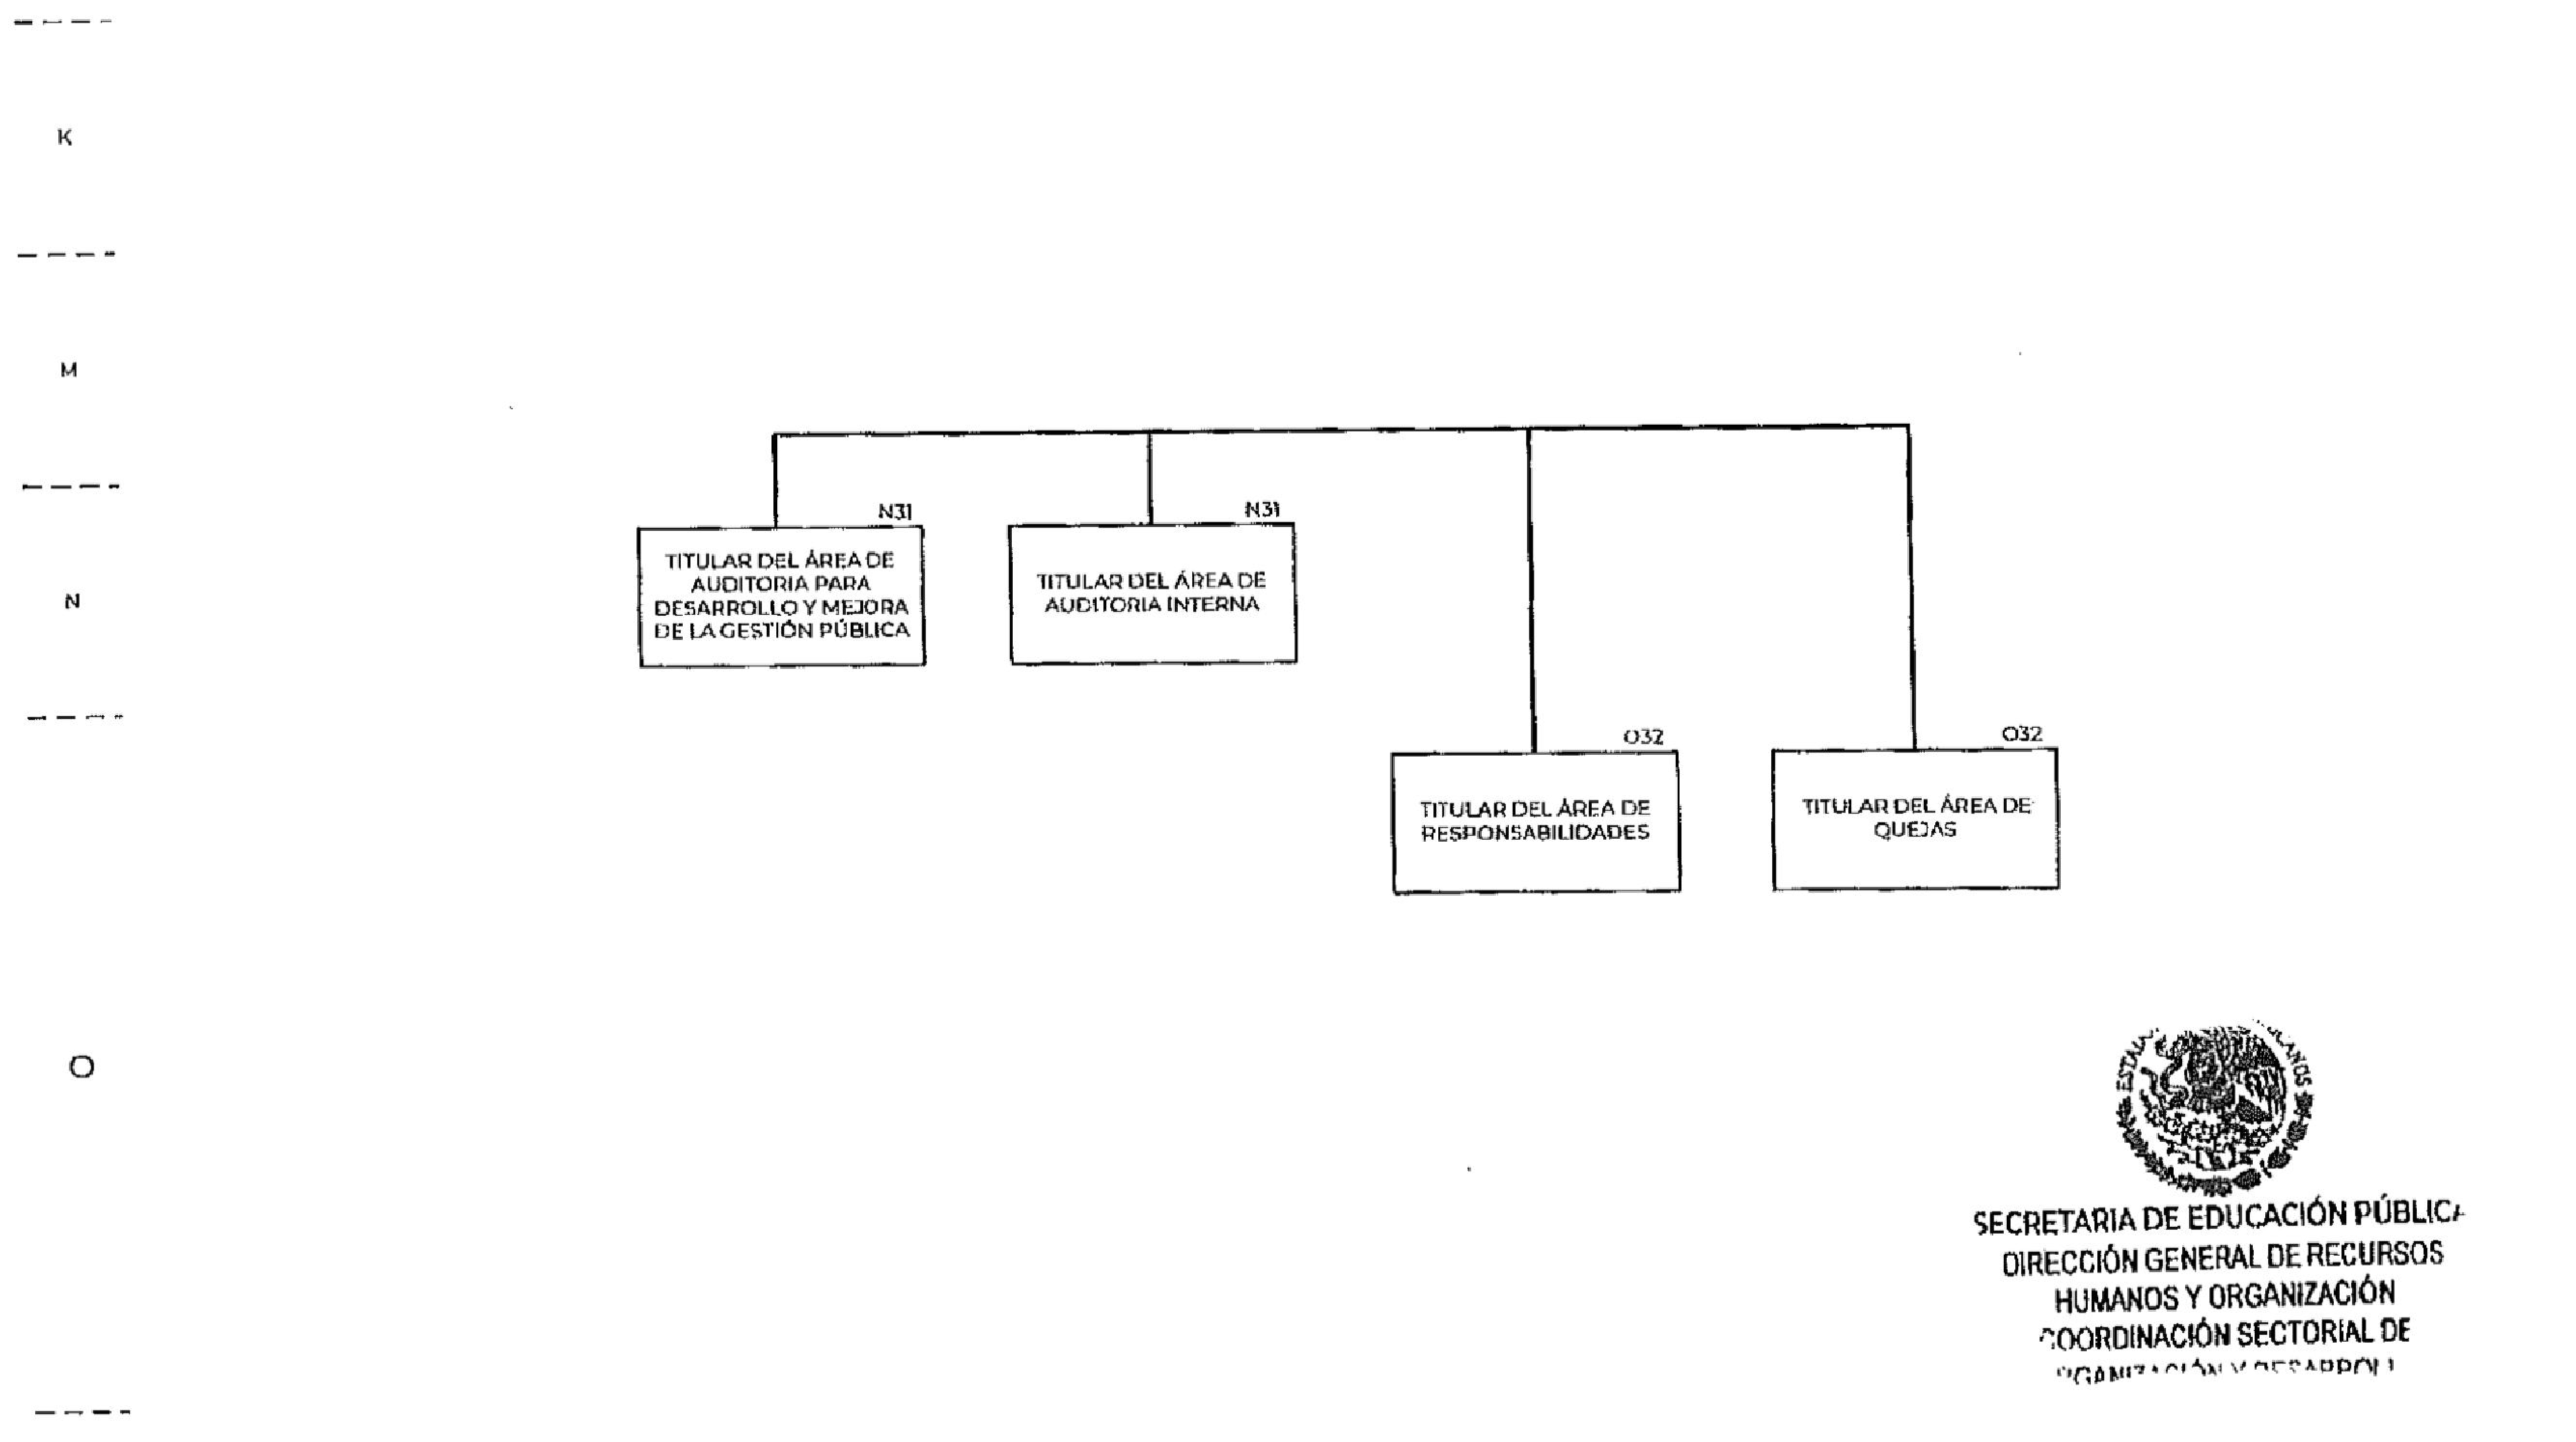 K
M
N31
N31
TITULAR DEL ÁREA DE
AUDITORIA PARA
DESARROLLO Y MEJORA
DE LA GESTIÓN PÚBLICA
TITULAR DEL ÁREA DE
AUDITORIA INTERNA
N
O32
O32
TITULAR DEL ÁREA DE
RESPONSABILIDADES
TITULAR DEL ÁREA DE
QUEJAS
O
SECRETARIA DE EDUCACIÓN PÚBLICA
DIRECCIÓN GENERAL DE RECURSOS
HUMANOS Y ORGANIZACIÓN
COORDINACIÓN SECTORIAL DE